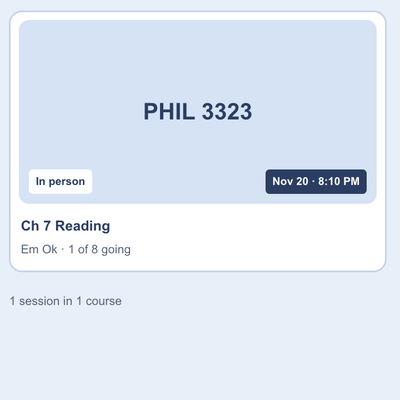 PHIL 3323
In person
Nov 20 · 8:10 PM
Ch 7 Reading
Em Ok · 1 of 8 going
1 session in 1 course